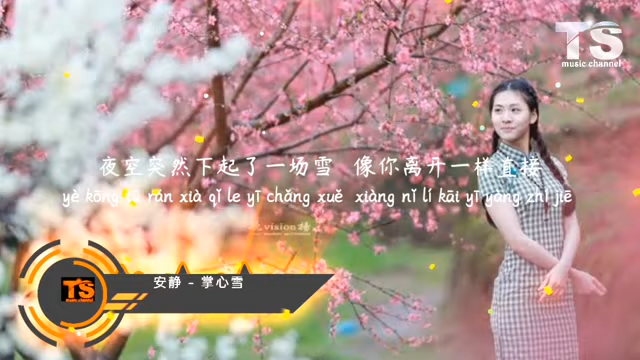 TS
music channel
夜空突然下起了一场雪 像你离开一样直接
yè kōng tū rán xià qǐ le yī chǎng xuě xiàng nǐ lí kāi yī yàng zhí jiē
安静 - 掌心雪
TS